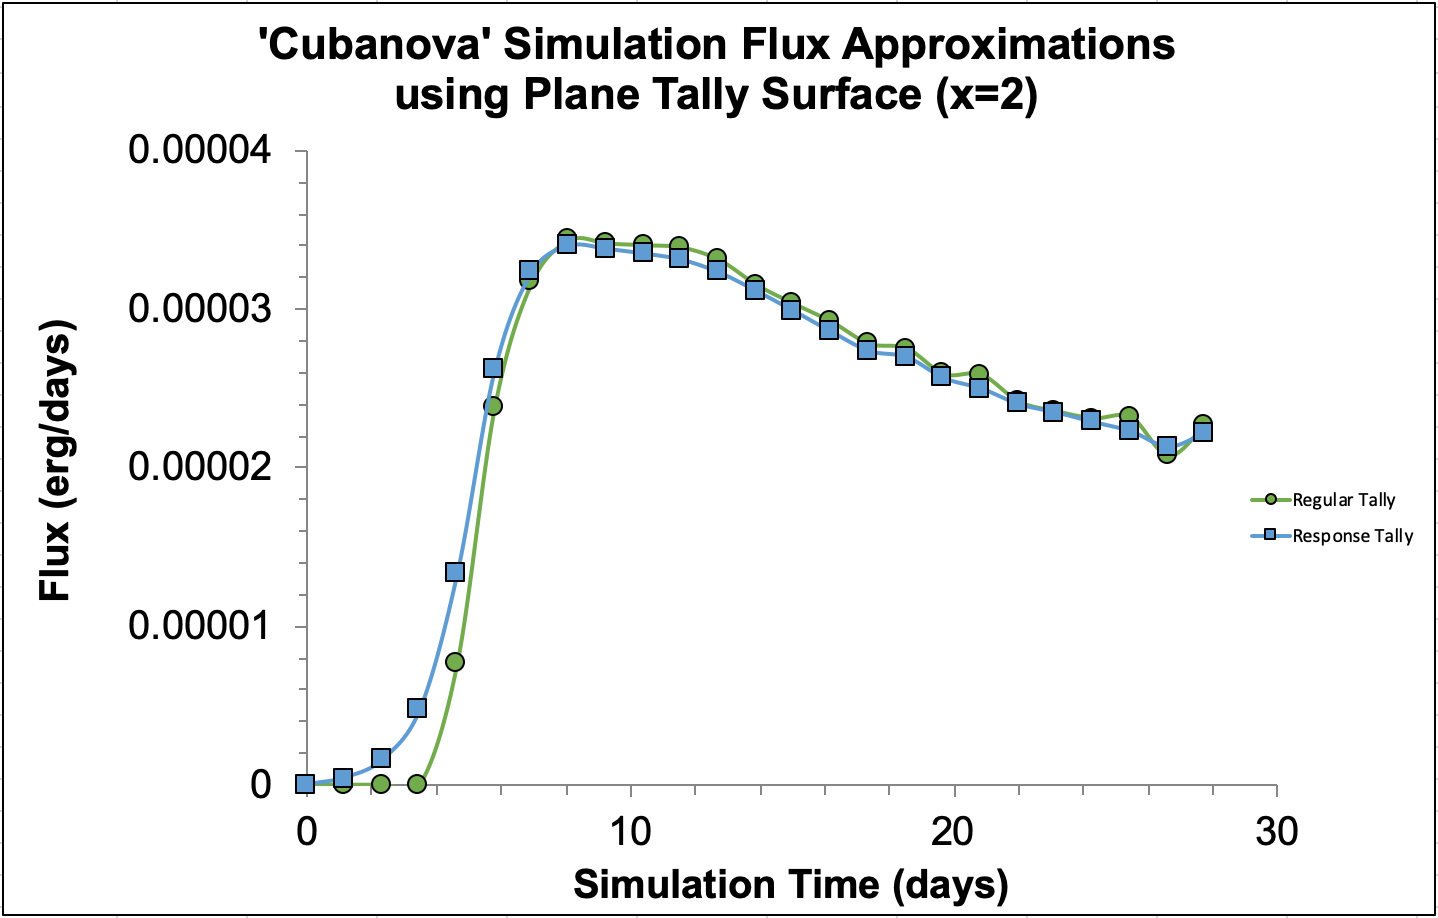 'Cubanova' Simulation Flux Approximations
using Plane Tally Surface (x=2)
0.00004
0.00003
0.00002
0.00001
0
Flux (erg/days)
0 10 20 30
Simulation Time (days)
Regular Tally
Response Tally